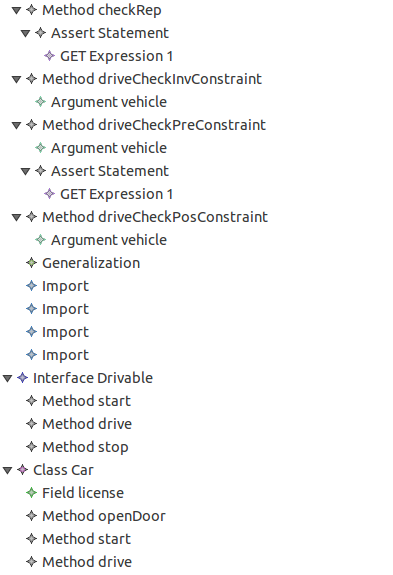 Method checkRep
Assert Statement
GET Expression 1
Method driveCheckInvConstraint
Argument vehicle
Method driveCheckPreConstraint
Argument vehicle
Assert Statement
GET Expression 1
Method driveCheckPosConstraint
Argument vehicle
Generalization
Import
Import
Import
Import
Interface Drivable
Method start
Method drive
Method stop
Class Car
Field license
Method openDoor
Method start
Method drive